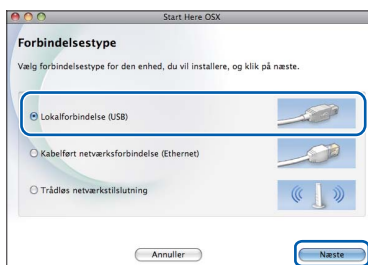 Start Here OSX
Forbindelsestype
Vælg forbindelsestype for den enhed, du vil installere, og klik på næste.
Lokalforbindelse (USB)
Kabelført netværksforbindelse (Ethernet)
Trådløs netværkstilslutning
Annuller
Næste